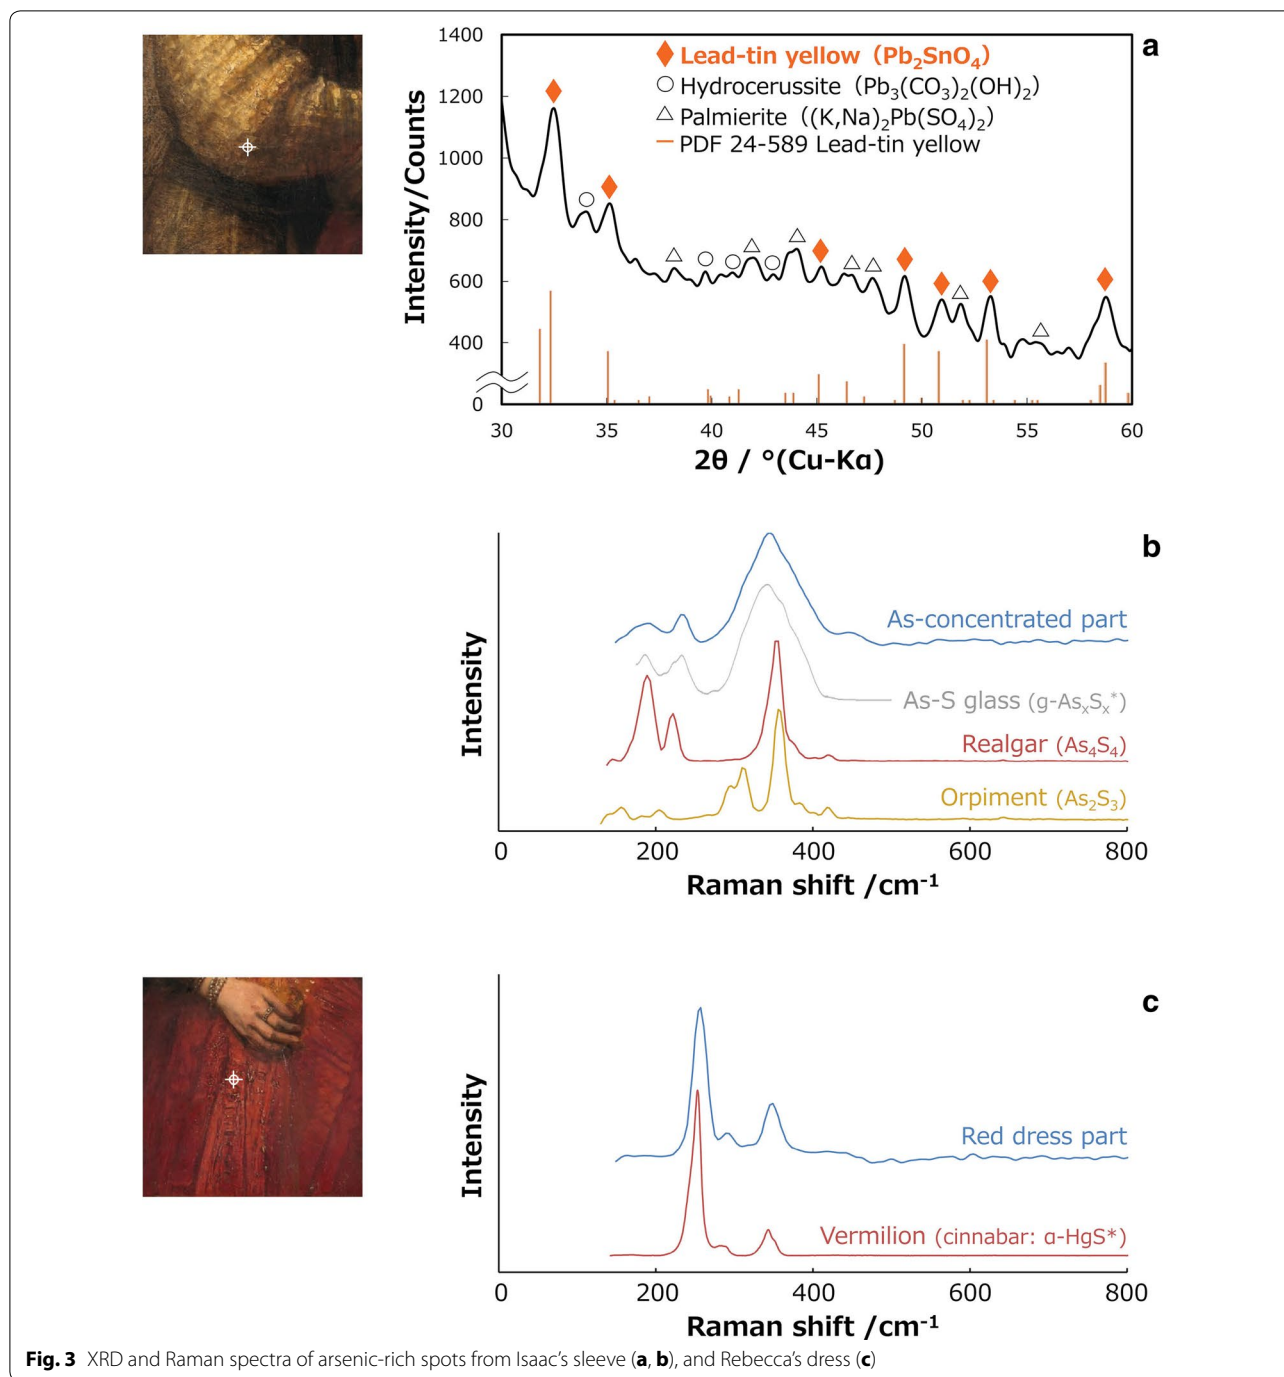 a
1400
1200
1000
800
600
400
0
Intensity/Counts
Lead-tin yellow (Pb₂SnO₄)
Hydrocerussite (Pb₃(CO₃)₂(OH)₂)
Palmierite ((K,Na)₂Pb(SO₄)₂)
PDF 24-589 Lead-tin yellow
30 35 40 45 50 55 60
2θ / °(Cu-Kα)
b
Intensity
As-concentrated part
As-S glass (g-AsₓSₓ*)
Realgar (As₄S₄)
Orpiment (As₂S₃)
0 200 400 600 800
Raman shift /cm⁻¹
c
Intensity
Red dress part
Vermilion (cinnabar: α-HgS*)
0 200 400 600 800
Raman shift /cm⁻¹
Fig. 3 XRD and Raman spectra of arsenic-rich spots from Isaac's sleeve (a, b), and Rebecca's dress (c)